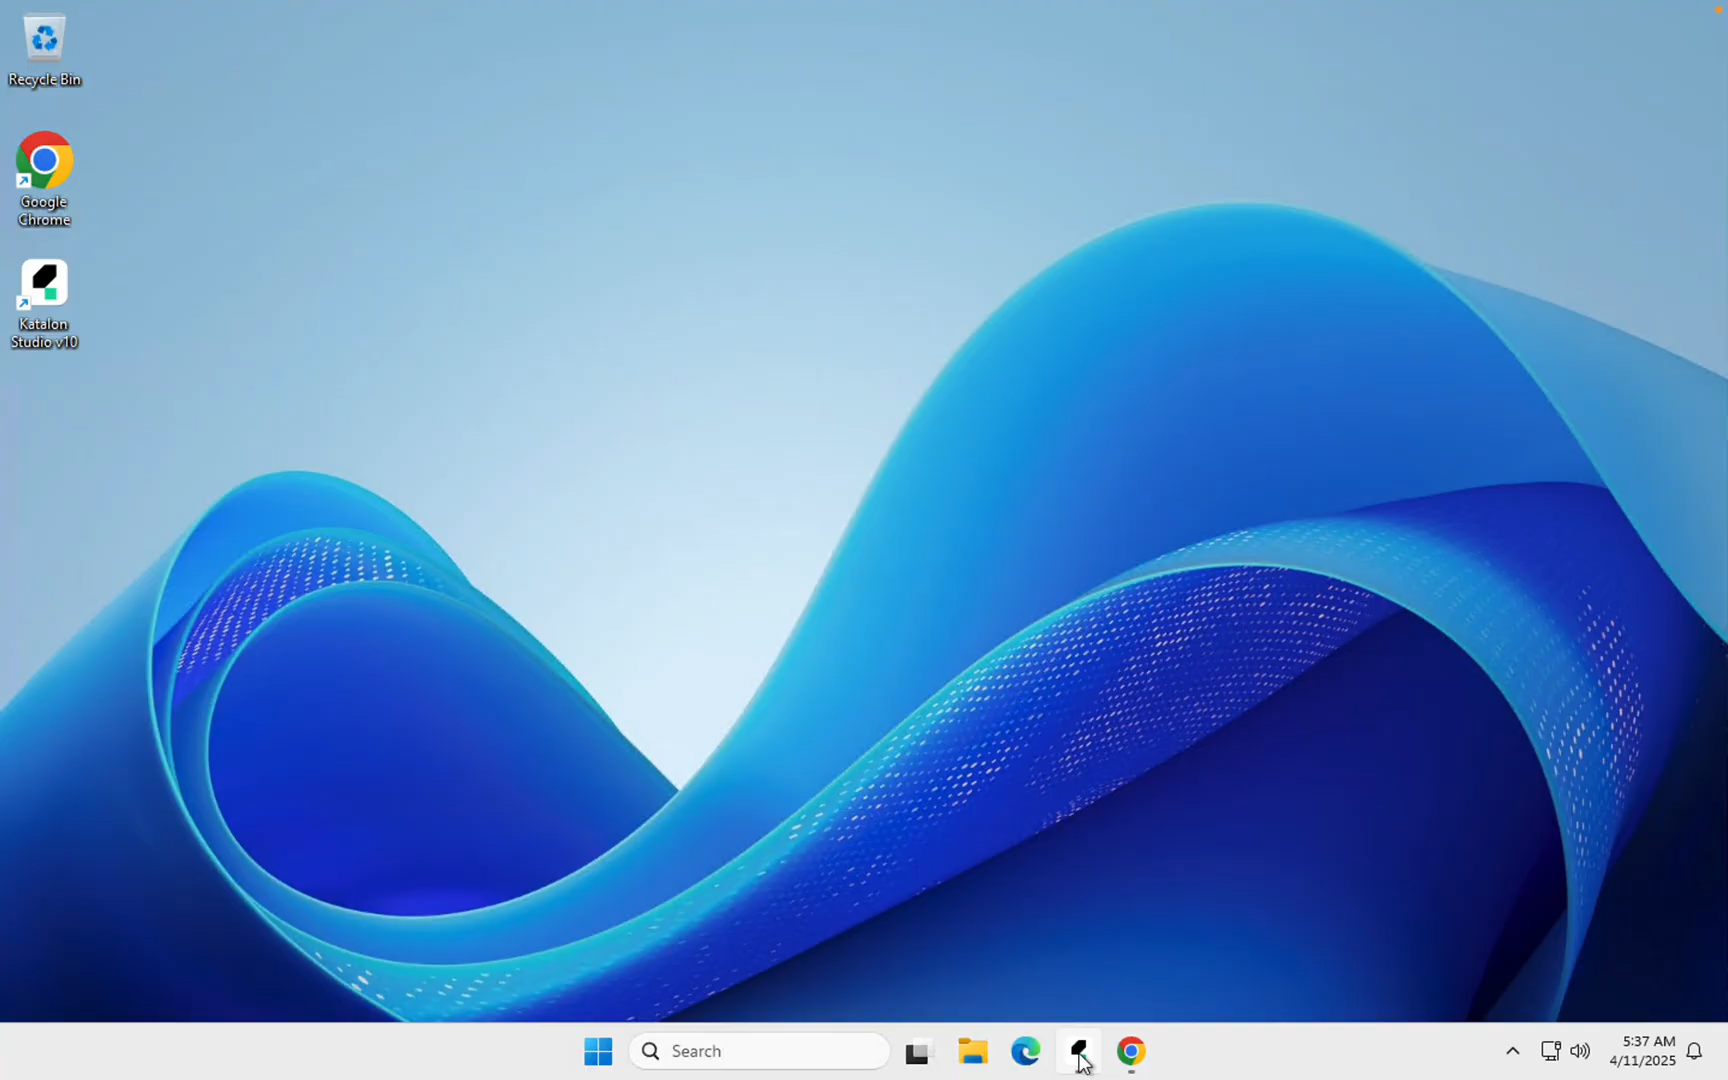 Recycle Bin
Google
Chrome
Katalon
Studio v10
Search
5:37 AM
4/11/2025